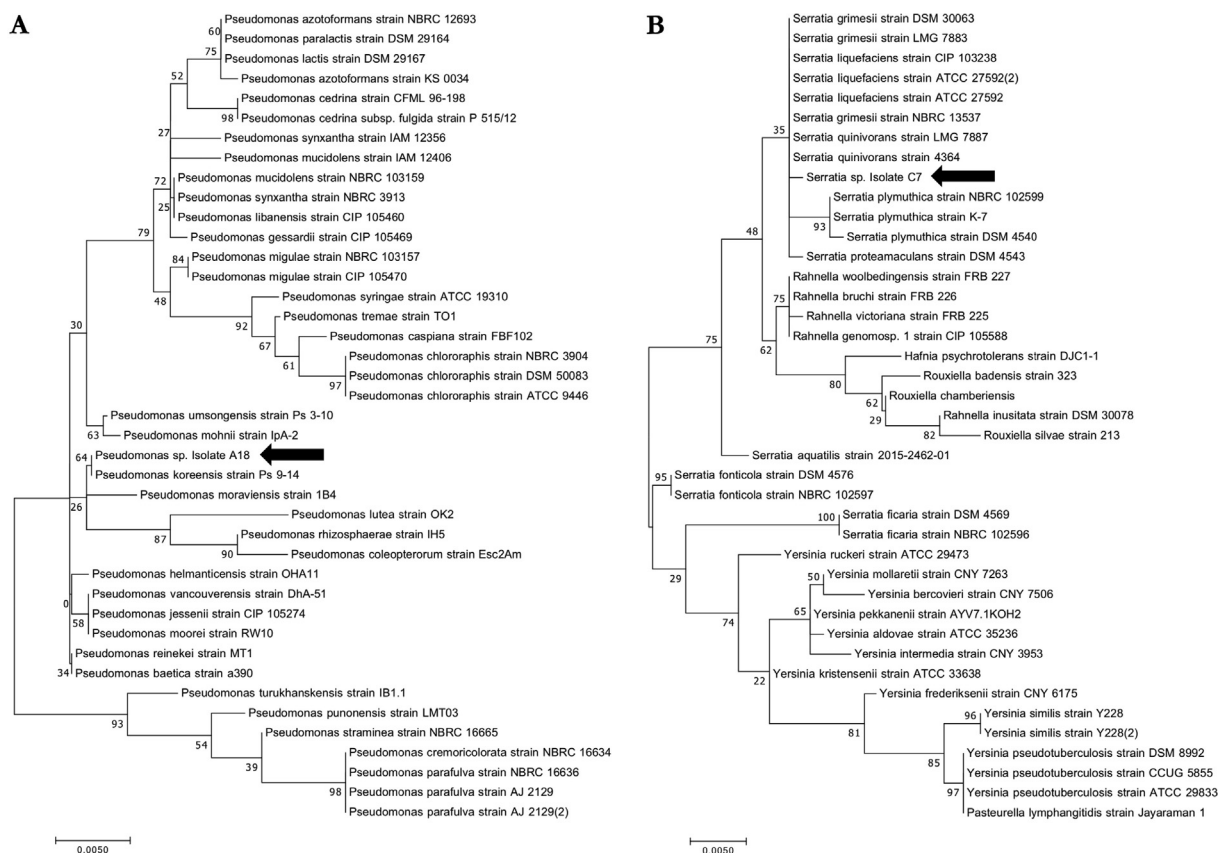 A
Pseudomonas azotoformans strain NBRC 12693
60
Pseudomonas paralactis strain DSM 29164
75
Pseudomonas lactis strain DSM 29167
52
Pseudomonas azotoformans strain KS 0034
Pseudomonas cedrina strain CFML 96-198
98
Pseudomonas cedrina subsp. fulgida strain P 515/12
27
Pseudomonas synxantha strain IAM 12356
Pseudomonas mucidolens strain IAM 12406
72
Pseudomonas mucidolens strain NBRC 103159
Pseudomonas synxantha strain NBRC 3913
25
Pseudomonas libanensis strain CIP 105460
79
Pseudomonas gessardii strain CIP 105469
84
Pseudomonas migulae strain NBRC 103157
Pseudomonas migulae strain CIP 105470
48
Pseudomonas syringae strain ATCC 19310
92
Pseudomonas tremae strain TO1
30
67
Pseudomonas caspiana strain FBF102
61
Pseudomonas chlororaphis strain NBRC 3904
Pseudomonas chlororaphis strain DSM 50083
97
Pseudomonas chlororaphis strain ATCC 9446
Pseudomonas umsongensis strain Ps 3-10
63
Pseudomonas mohnii strain IpA-2
64
Pseudomonas sp. Isolate A18
Pseudomonas koreensis strain Ps 9-14
26
Pseudomonas moraviensis strain 1B4
Pseudomonas lutea strain OK2
87
Pseudomonas rhizosphaerae strain IH5
90
Pseudomonas coleopterorum strain Esc2Am
Pseudomonas helmanticensis strain OHA11
0
Pseudomonas vancouverensis strain DhA-51
Pseudomonas jessenii strain CIP 105274
58
Pseudomonas moorei strain RW10
Pseudomonas reinekei strain MT1
34
Pseudomonas baetica strain a390
Pseudomonas turukhanskensis strain IB1.1
93
Pseudomonas punonensis strain LMT03
54
Pseudomonas straminea strain NBRC 16665
39
Pseudomonas cremoricolorata strain NBRC 16634
Pseudomonas parafulva strain NBRC 16636
98
Pseudomonas parafulva strain AJ 2129
Pseudomonas parafulva strain AJ 2129(2)
0.0050
B
Serratia grimesii strain DSM 30063
Serratia grimesii strain LMG 7883
Serratia liquefaciens strain CIP 103238
Serratia liquefaciens strain ATCC 27592(2)
Serratia liquefaciens strain ATCC 27592
Serratia grimesii strain NBRC 13537
35
Serratia quinivorans strain LMG 7887
Serratia quinivorans strain 4364
Serratia sp. Isolate C7
Serratia plymuthica strain NBRC 102599
Serratia plymuthica strain K-7
93
Serratia plymuthica strain DSM 4540
48
Serratia proteamaculans strain DSM 4543
Rahnella woolbedingensis strain FRB 227
75
Rahnella bruchi strain FRB 226
Rahnella victoriana strain FRB 225
Rahnella genomosp. 1 strain CIP 105588
62
75
Hafnia psychrotolerans strain DJC1-1
80
Rouxiella badensis strain 323
62
Rouxiella chamberiensis
29
Rahnella inusitata strain DSM 30078
82
Rouxiella silvae strain 213
Serratia aquatilis strain 2015-2462-01
95
Serratia fonticola strain DSM 4576
Serratia fonticola strain NBRC 102597
Serratia ficaria strain DSM 4569
100
Serratia ficaria strain NBRC 102596
29
Yersinia ruckeri strain ATCC 29473
50
Yersinia mollaretii strain CNY 7263
Yersinia bercovieri strain CNY 7506
65
74
Yersinia pekkanenii strain AYV7.1KOH2
Yersinia aldovae strain ATCC 35236
Yersinia intermedia strain CNY 3953
22
Yersinia kristensenii strain ATCC 33638
Yersinia frederiksenii strain CNY 6175
81
96
Yersinia similis strain Y228
Yersinia similis strain Y228(2)
85
Yersinia pseudotuberculosis strain DSM 8992
Yersinia pseudotuberculosis strain CCUG 5855
97
Yersinia pseudotuberculosis strain ATCC 29833
Pasteurella lymphangitidis strain Jayaraman 1
0.0050